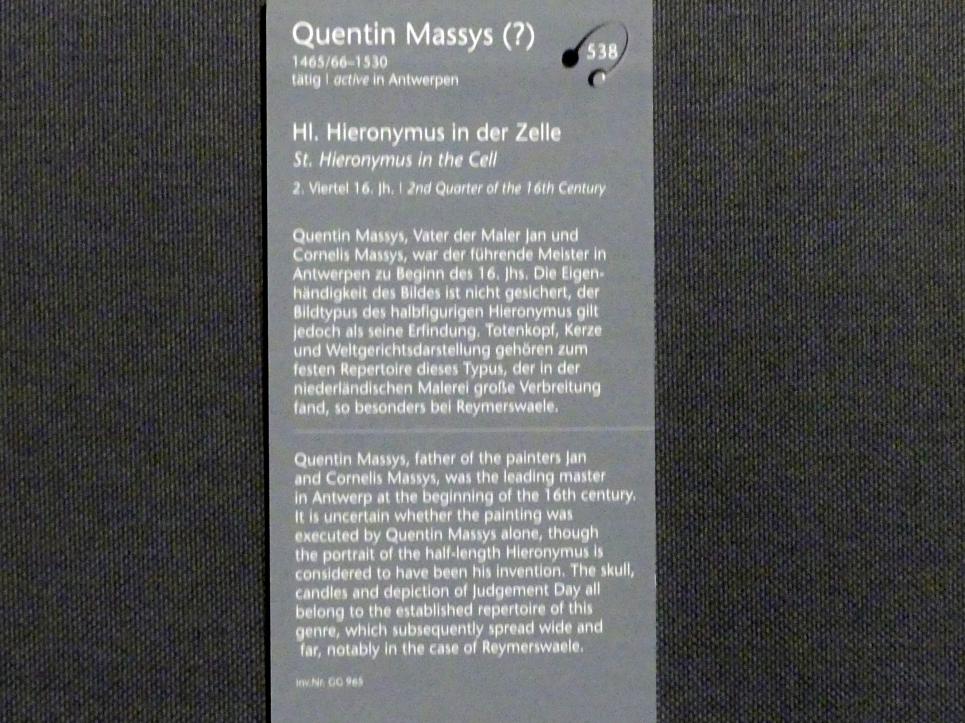 Quentin Massys (?)
538
1465/66–1530
tätig | active in Antwerpen
Hl. Hieronymus in der Zelle
St. Hieronymus in the Cell
2. Viertel 16. Jh. | 2nd Quarter of the 16th Century
Quentin Massys, Vater der Maler Jan und
Cornelis Massys, war der führende Meister in
Antwerpen zu Beginn des 16. Jhs. Die Eigen-
händigkeit des Bildes ist nicht gesichert, der
Bildtypus des halbfigurigen Hieronymus gilt
jedoch als seine Erfindung. Totenkopf, Kerze
und Weltgerichtsdarstellung gehören zum
festen Repertoire dieses Typus, der in der
niederländischen Malerei große Verbreitung
fand, so besonders bei Reymerswaele.
Quentin Massys, father of the painters Jan
and Cornelis Massys, was the leading master
in Antwerp at the beginning of the 16th century.
It is uncertain whether the painting was
executed by Quentin Massys alone, though
the portrait of the half-length Hieronymus is
considered to have been his invention. The skull,
candles and depiction of Judgement Day all
belong to the established repertoire of this
genre, which subsequently spread wide and
far, notably in the case of Reymerswaele.
Inv.Nr. GG 965